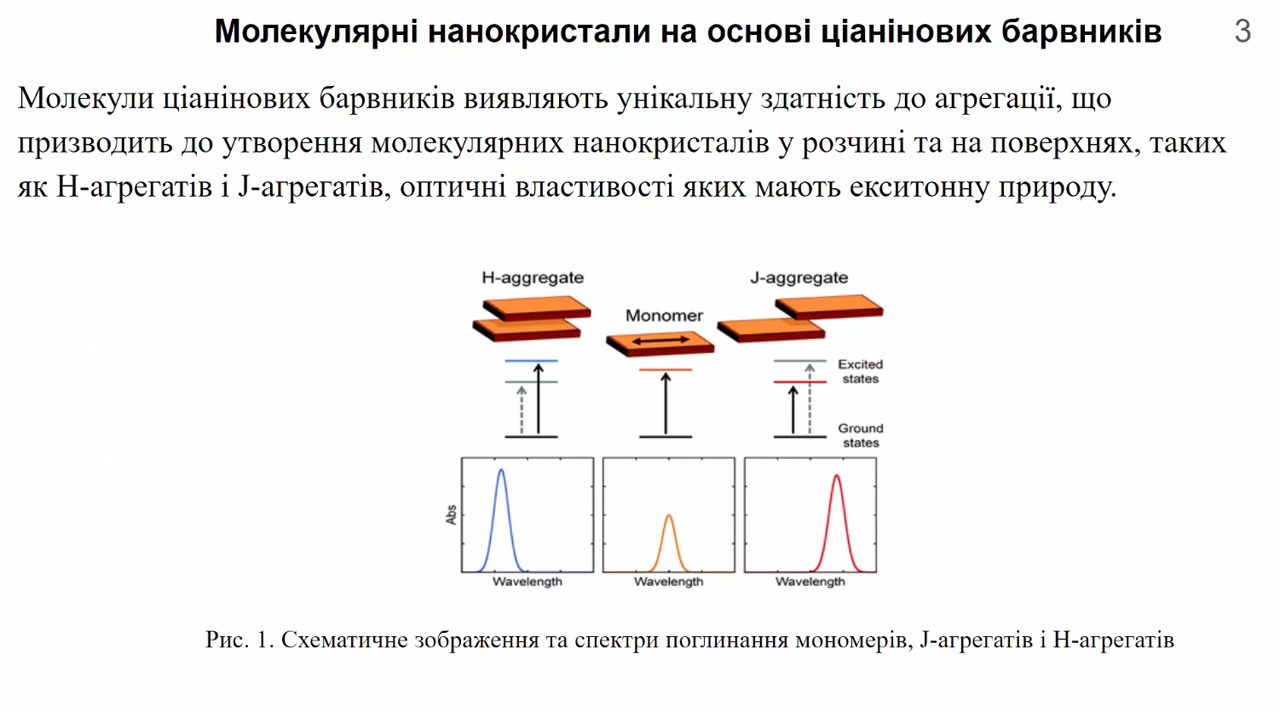 Молекулярні нанокристали на основі ціанінових барвників
3
Молекули ціанінових барвників виявляють унікальну здатність до агрегації, що
призводить до утворення молекулярних нанокристалів у розчині та на поверхнях, таких
як H-агрегатів і J-агрегатів, оптичні властивості яких мають екситонну природу.
H-aggregate
Monomer
J-aggregate
Excited
states
Ground
states
Abs
Wavelength
Wavelength
Wavelength
Рис. 1. Схематичне зображення та спектри поглинання мономерів, J-агрегатів і H-агрегатів